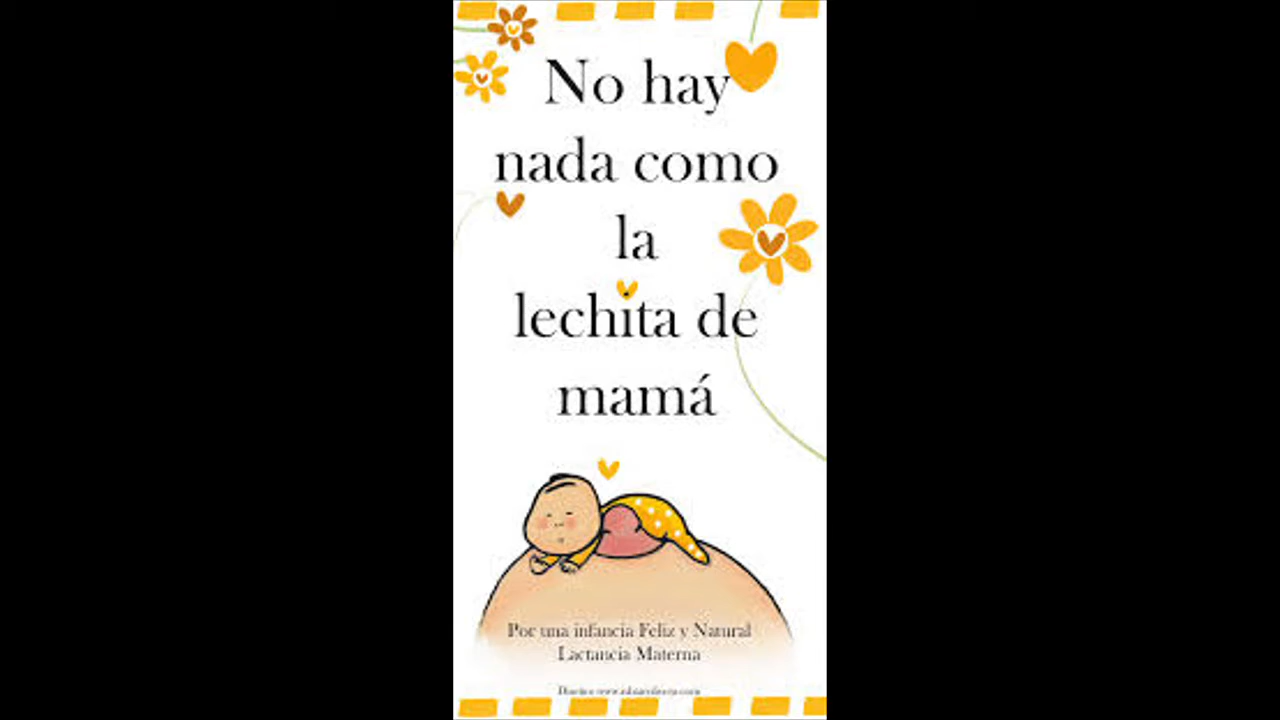 No hay
nada como
la
lechita de
mamá
Por una infancia Feliz y Natural
Lactancia Materna